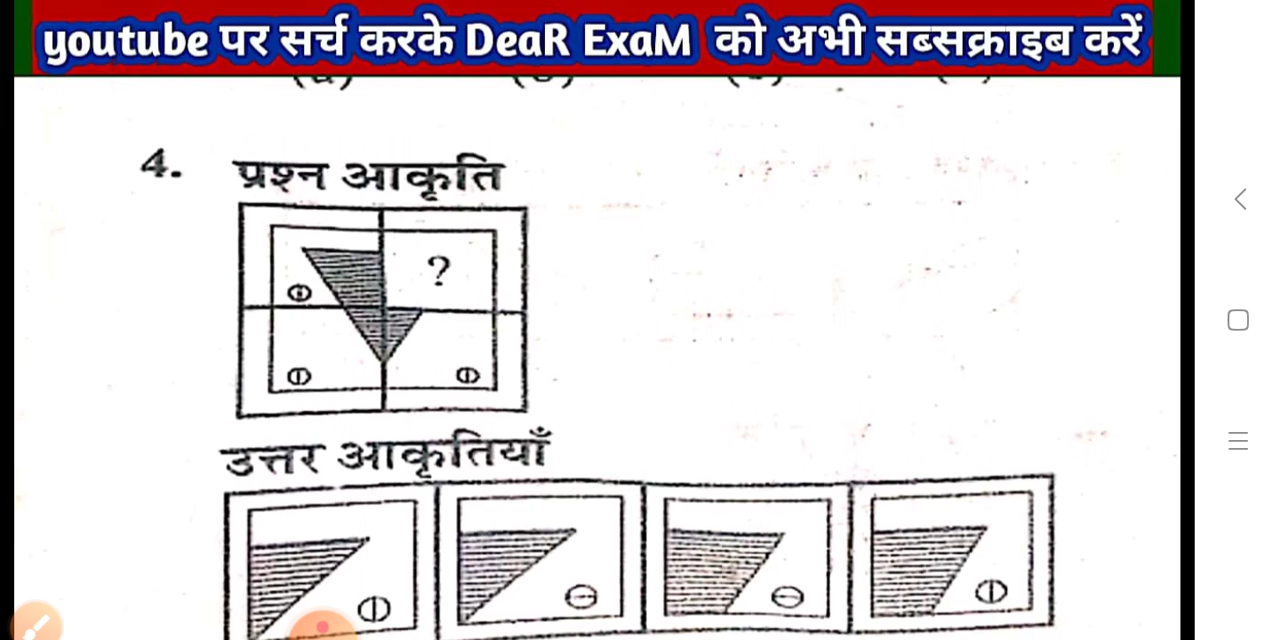 youtube पर सर्च करके DeaR ExaM को अभी सब्सक्राइब करें
4. प्रश्न आकृति
?
उत्तर आकृतियाँ